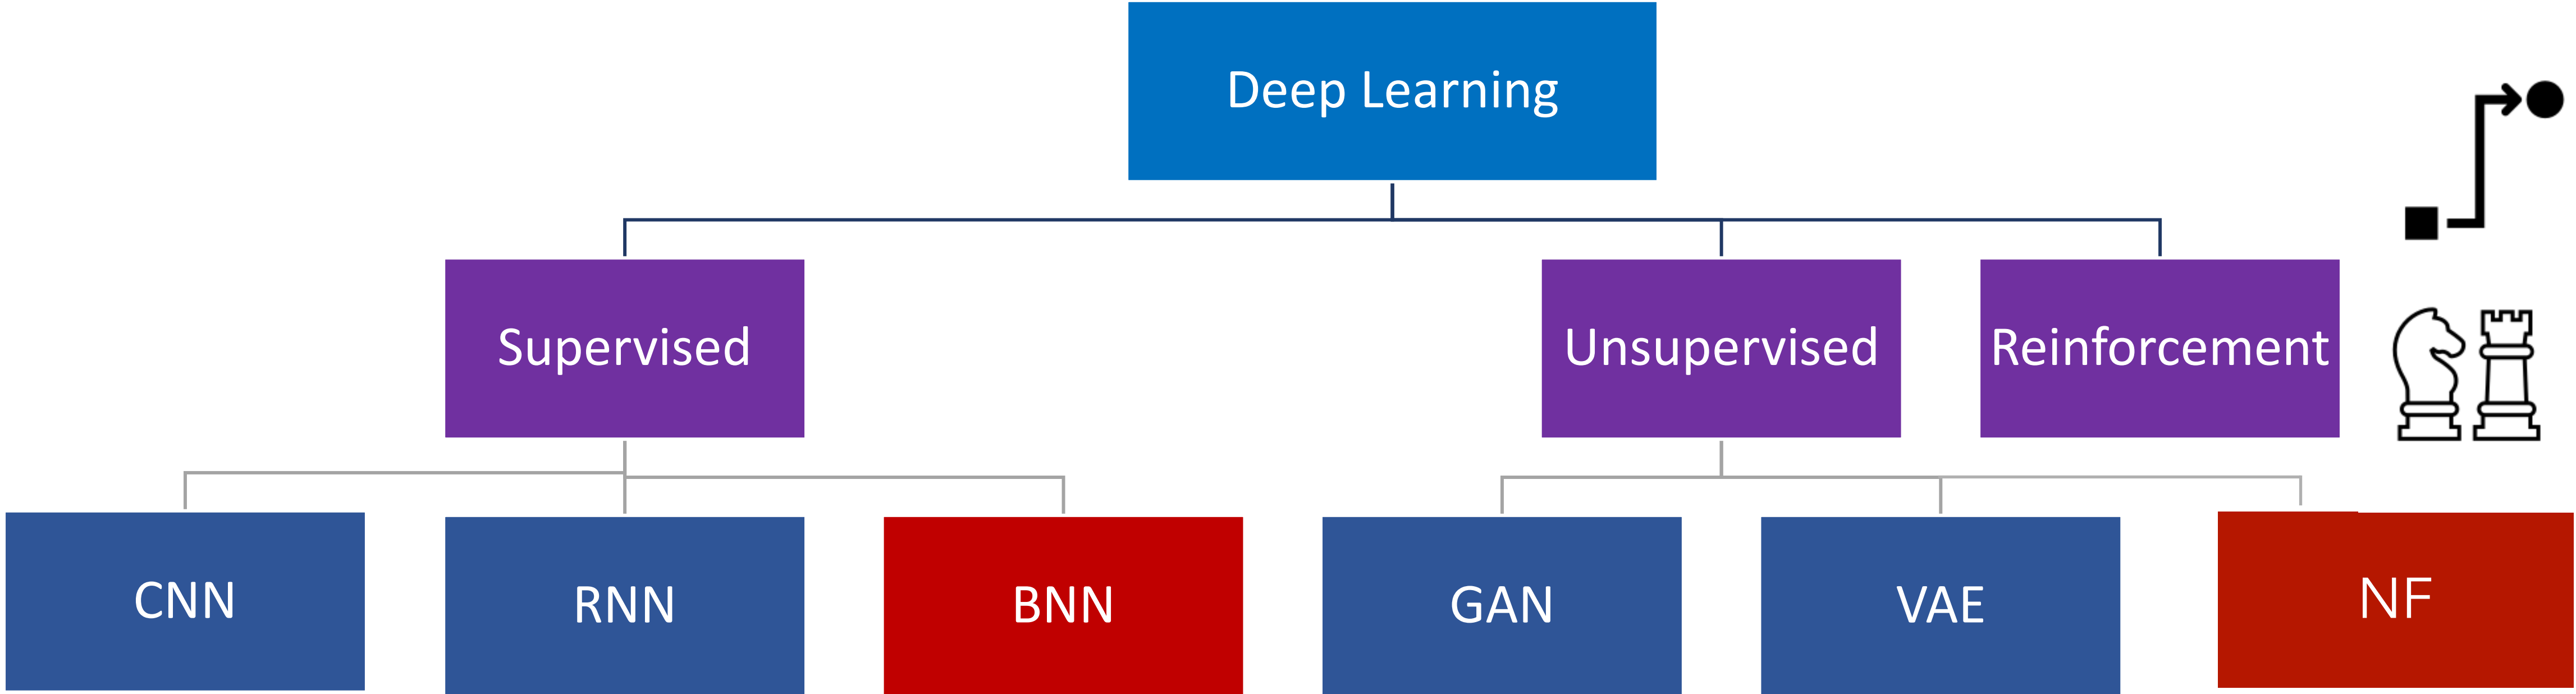 Deep Learning
Supervised
Unsupervised
Reinforcement
CNN
RNN
BNN
GAN
VAE
NF